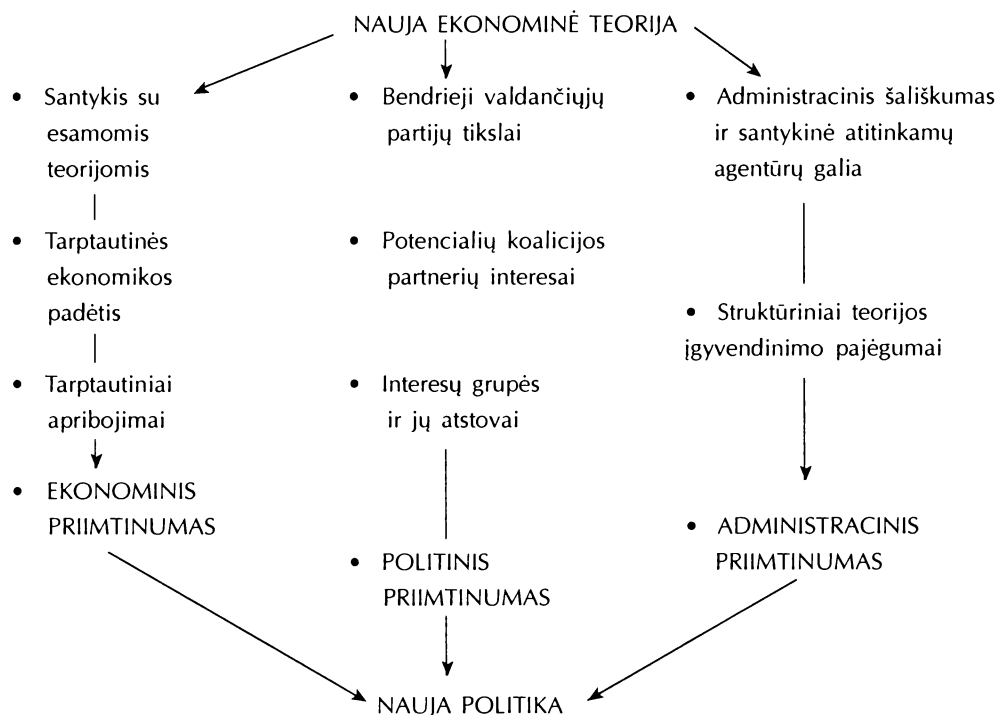 NAUJA EKONOMINĖ TEORIJA
• Santykis su
esamomis
teorijomis
• Tarptautinės
ekonomikos
padėtis
• Tarptautiniai
apribojimai
• EKONOMINIS
PRIIMTINUMAS
• Bendrieji valdančiųjų
partijų tikslai
• Potencialių koalicijos
partnerių interesai
• Interesų grupės
ir jų atstovai
• POLITINIS
PRIIMTINUMAS
• Administracinis šališkumas
ir santykinė atitinkamų
agentūrų galia
• Struktūriniai teorijos
įgyvendinimo pajėgumai
• ADMINISTRACINIS
PRIIMTINUMAS
NAUJA POLITIKA